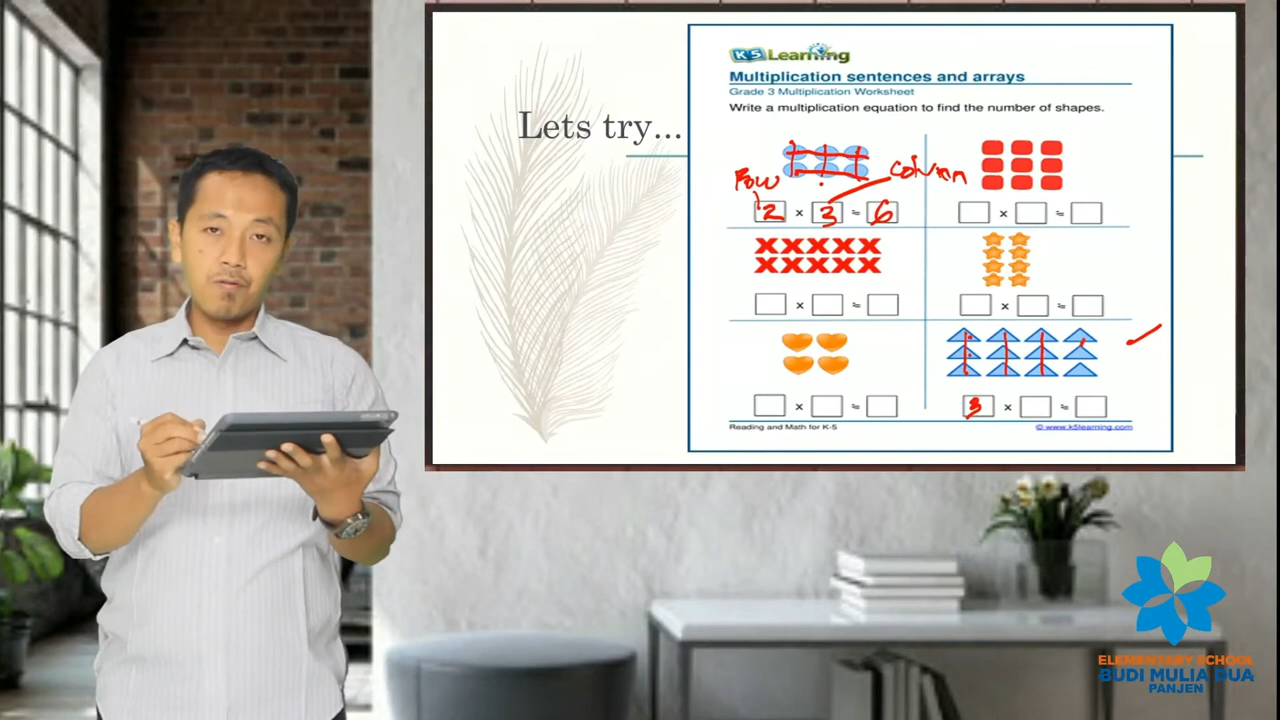 Lets try...
K5 Learning
Multiplication sentences and arrays
Grade 3 Multiplication Worksheet
Write a multiplication equation to find the number of shapes.
Row
column
2 × 3 = 6
× =
XXXXX
XXXXX
× =
× =
× =
3 × =
Reading and Math for K-5
© www.k5learning.com
ELEMENTARY SCHOOL
BUDI MULIA DUA
PANJEN